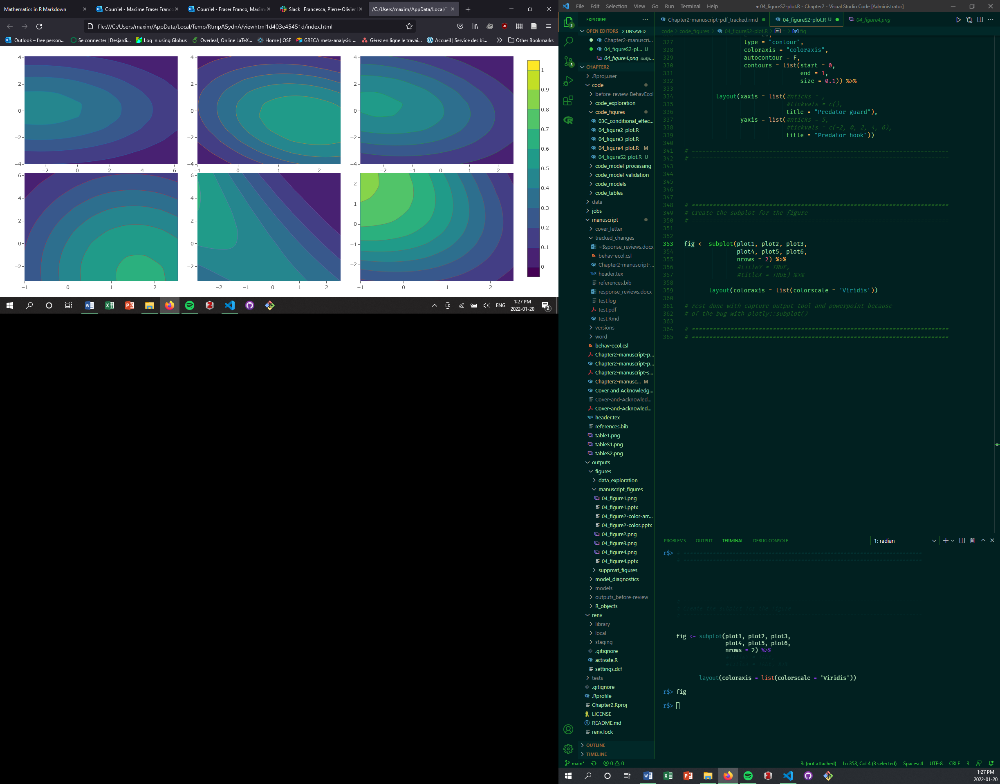 Mathematics in R Markdown
Courriel - Maxime Fraser Franco
Courriel - Fraser Franco, Maxim
Slack | Francesca, Pierre-Olivier
/C:/Users/maxim/AppData/Local/T
file:///C:/Users/maxim/AppData/Local/Temp/RtmpA5ydnA/viewhtml1d403e45451d/index.html
Outlook – free person...
Se connecter | Desjardi...
Log In using Globus
Overleaf, Online LaTeX...
Home | OSF
GRECA meta-analysis: ...
Gérez en ligne le travai...
Accueil | Service des bi...
Other Bookmarks
4 2 0 −2 −4
−2 0 2 4 6
4 2 0 −2 −4
−1 0 1 2
4 2 0 −2 −4
−2 −1 0 1 2
6 4 2 0 −2
−1 0 1 2
6 4 2 0 −2
−2 −1 0 1 2
2 1 0 −1 −2
−1 0 1 2
1
0.9
0.8
0.7
0.6
0.5
0.4
0.3
0.2
0.1
0
ENG
1:27 PM
2022-01-20
2
File Edit Selection View Go Run Terminal Help
● 04_figureS2-plot.R - Chapter2 - Visual Studio Code [Administrator]
2
3
EXPLORER
OPEN EDITORS 2 UNSAVED
Chapter2-manuscri...
04_figureS2-pl... U
04_figure4.png outp...
CHAPTER2
.Rproj.user
code
before-review-BehavEcol
code_exploration
code_figures
03C_conditional_effec...
04_figure2-plot.R
04_figure3-plot.R
04_figure4-plot.R M
04_figureS2-plot.R U
code_model-processing
code_model-validation
code_models
code_tables
data
jobs
manuscript
cover_letter
tracked_changes
~$sponse_reviews.docx
behav-ecol.csl
Chapter2-manuscript-...
header.tex
references.bib
response_reviews.docx
test.log
test.pdf
test.Rmd
versions
word
behav-ecol.csl
Chapter2-manuscript-p...
Chapter2-manuscript-p...
Chapter2-manuscript-s...
Chapter2-manusc... M
Cover and Acknowledg...
Cover-and-Acknowled...
Cover-and-Acknowled...
header.tex
references.bib
table1.png
tableS1.png
tableS2.png
outputs
figures
data_exploration
manuscript_figures
04_figure1.png
04_figure1.pptx
04_figure2-color-arr...
04_figure2-color.pptx
04_figure2.png
04_figure3.png
04_figure4.png
04_figure4.pptx
suppmat_figures
model_diagnostics
models
outputs_before-review
R_objects
renv
library
local
staging
.gitignore
activate.R
settings.dcf
tests
.gitignore
.Rprofile
Chapter2.Rproj
LICENSE
README.md
renv.lock
OUTLINE
TIMELINE
Chapter2-manuscript-pdf_tracked.rmd
04_figureS2-plot.R U
04_figure4.png
code > code_figures > 04_figureS2-plot.R > = > fig
327 type = "contour",
328 coloraxis = "coloraxis",
329 autocontour = F,
330 contours = list(start = 0,
331 end = 1,
332 size = 0.1)) %>%
333
334 layout(xaxis = list(#nticks = ,
335 #tickvals = c(),
336 title = "Predator guard"),
337 yaxis = list(#nticks = 5,
338 #tickvals = c(-2, 0, 2, 4, 6),
339 title = "Predator hook"))
340
341 # ==========================================================================
342 # ==========================================================================
343
344
345
346
347
348 # ==========================================================================
349 # Create the subplot for the figure
350 # ==========================================================================
351
352
353 fig <- subplot(plot1, plot2, plot3,
354 plot4, plot5, plot6,
355 nrows = 2) %>%
356 #titleY = TRUE,
357 #titleX = TRUE) %>%
358
359 layout(coloraxis = list(colorscale = 'Viridis'))
360
361 # rest done with capture output tool and powerpoint because
362 # of the bug with plotly::subplot()
363
364 # ==========================================================================
365 # ==========================================================================
PROBLEMS OUTPUT TERMINAL DEBUG CONSOLE
1: radian
r$>
fig <- subplot(plot1, plot2, plot3,
plot4, plot5, plot6,
nrows = 2) %>%
layout(coloraxis = list(colorscale = 'Viridis'))
r$> fig
r$>
main* 0 0
R: (not attached) Ln 353, Col 4 (3 selected) Spaces: 4 UTF-8 CRLF R
1:27 PM
2022-01-20